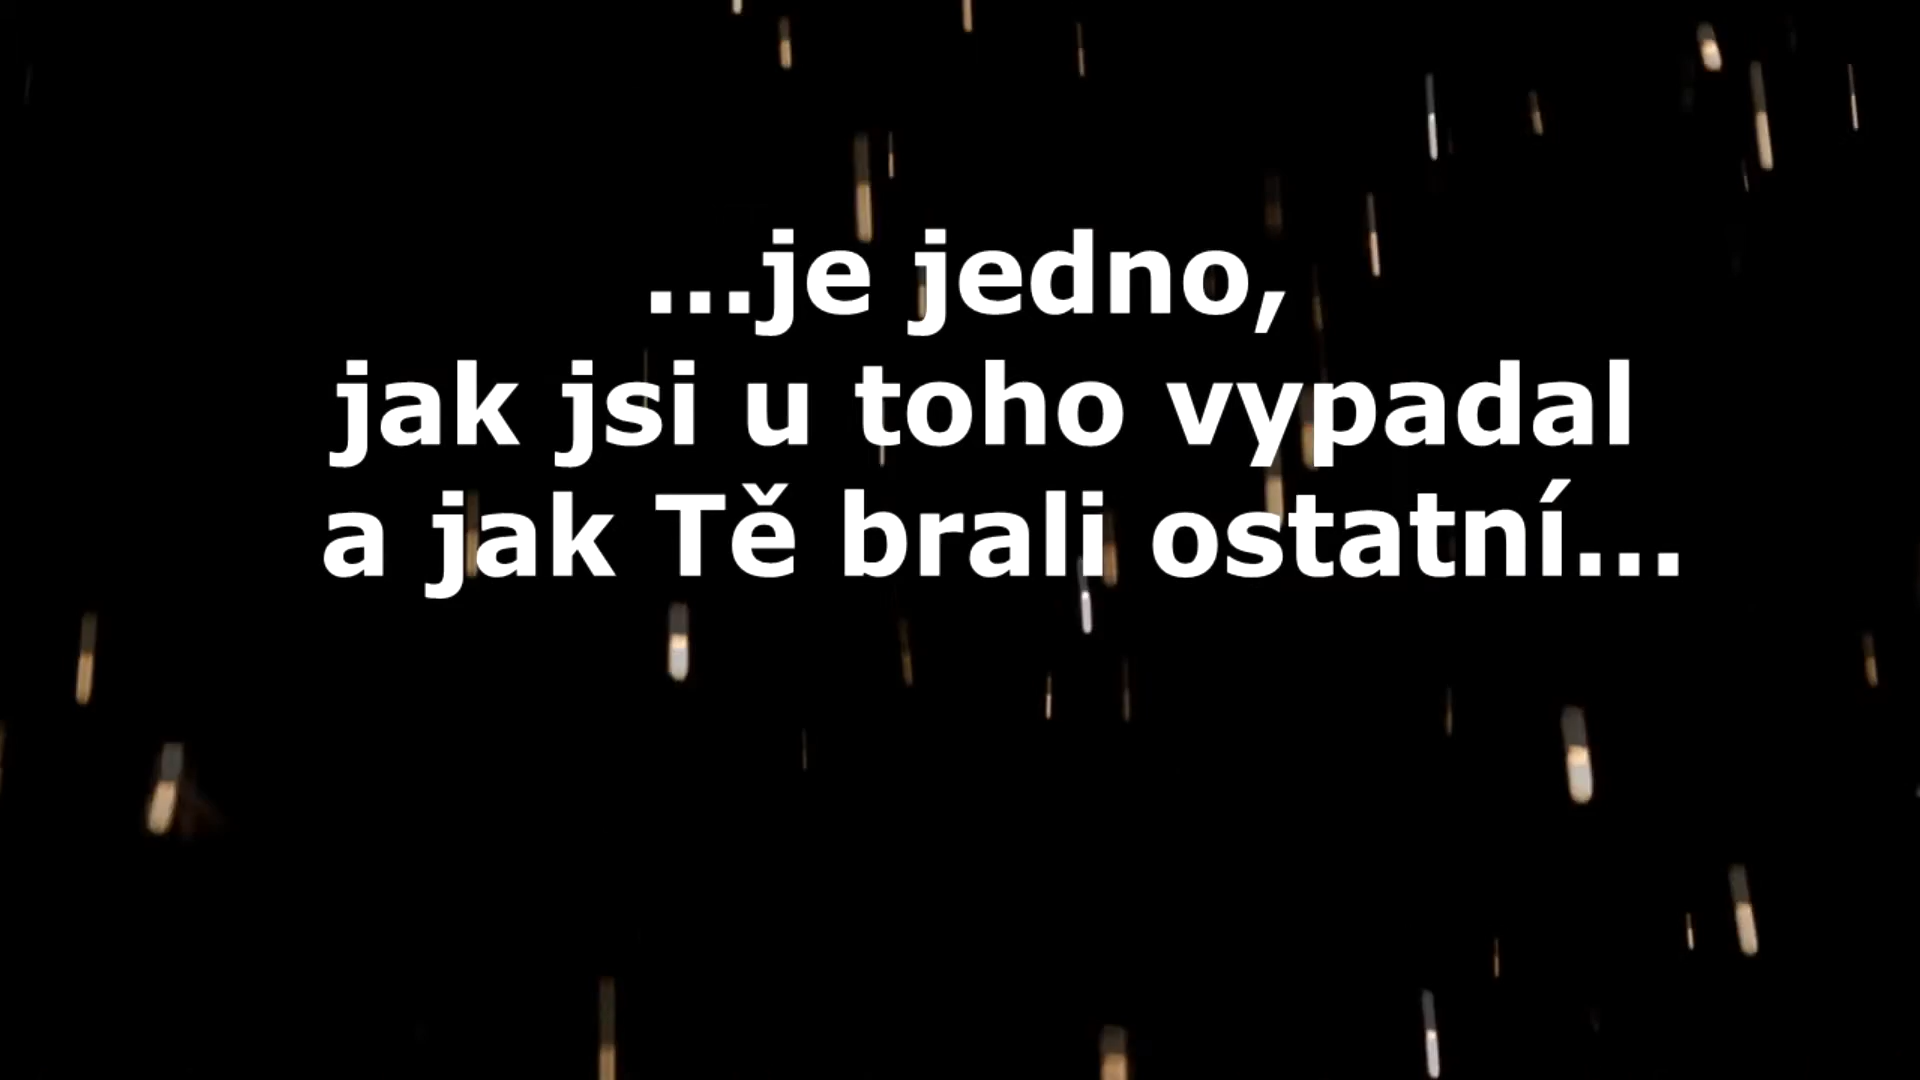 ...je jedno,
jak jsi u toho vypadal
a jak Tě brali ostatní...